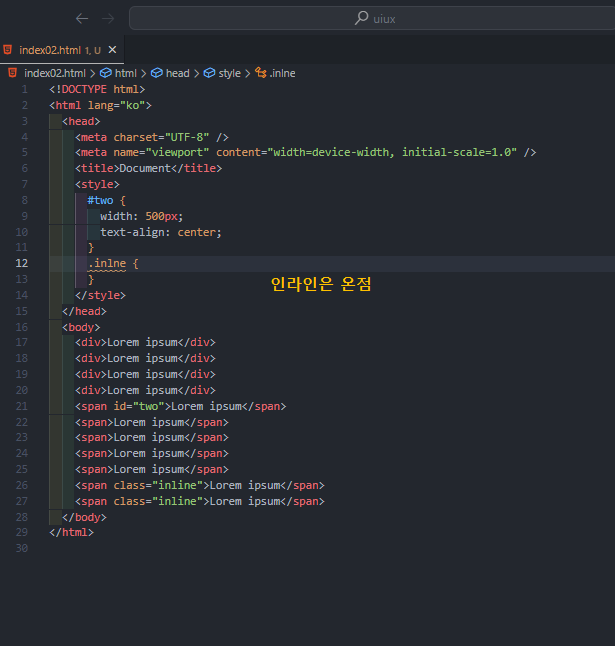 uiux
index02.html 1, U
index02.html > html > head > style > .inlne
1 <!DOCTYPE html>
2 <html lang="ko">
3 <head>
4 <meta charset="UTF-8" />
5 <meta name="viewport" content="width=device-width, initial-scale=1.0" />
6 <title>Document</title>
7 <style>
8 #two {
9 width: 500px;
10 text-align: center;
11 }
12 .inlne {
13 }
인라인은 온점
14 </style>
15 </head>
16 <body>
17 <div>Lorem ipsum</div>
18 <div>Lorem ipsum</div>
19 <div>Lorem ipsum</div>
20 <div>Lorem ipsum</div>
21 <span id="two">Lorem ipsum</span>
22 <span>Lorem ipsum</span>
23 <span>Lorem ipsum</span>
24 <span>Lorem ipsum</span>
25 <span>Lorem ipsum</span>
26 <span class="inline">Lorem ipsum</span>
27 <span class="inline">Lorem ipsum</span>
28 </body>
29 </html>
30